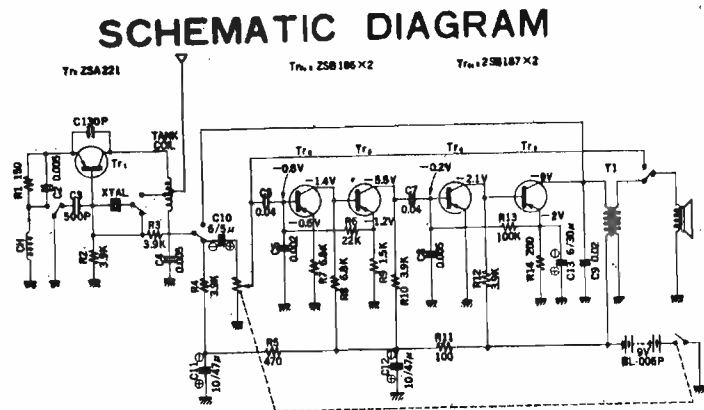 SCHEMATIC DIAGRAM
Tr₁: 2SA221
Tr₂,₃: 2SB186×2
Tr₄,₅: 2SB187×2
C1 30P
TANK COIL
R1 150
C2 0.005
Tr₁
C3 500P
XTAL
CH
R2 3.9K
R3 3.9K
C4 0.005
C10 6/5μ
R4 3.9K
C11 10/47μ
R5 470
-0.8V
Tr₂
-1.4V
C5 0.04
-0.6V
0.002
R7 6.8K
R6 22K
R8 6.8K
Tr₃
-5.5V
-1.2V
R9 1.5K
C7 0.04
R10 3.9K
C12 10/47μ
-0.2V
Tr₄
-2.1V
C8 0.005
R11 100
R12 3.9K
R13 100K
Tr₅
-9V
-2V
R14 200
C13 6/30μ
C9 0.02
T1
9V
BL-006P